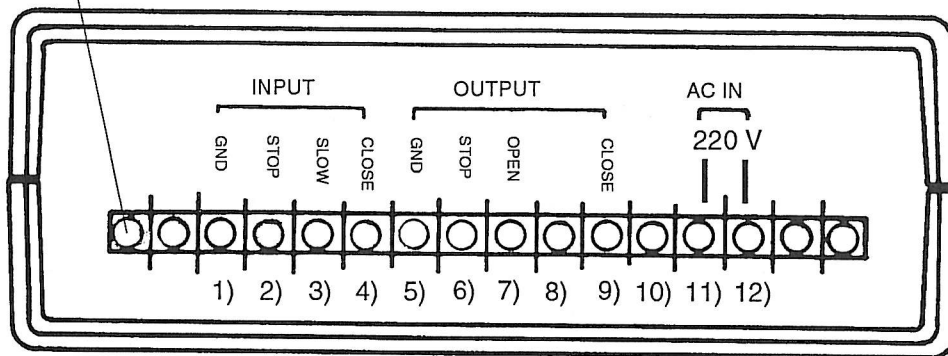 INPUT OUTPUT AC IN
220 V
GND STOP SLOW CLOSE GND STOP OPEN CLOSE
1) 2) 3) 4) 5) 6) 7) 8) 9) 10) 11) 12)